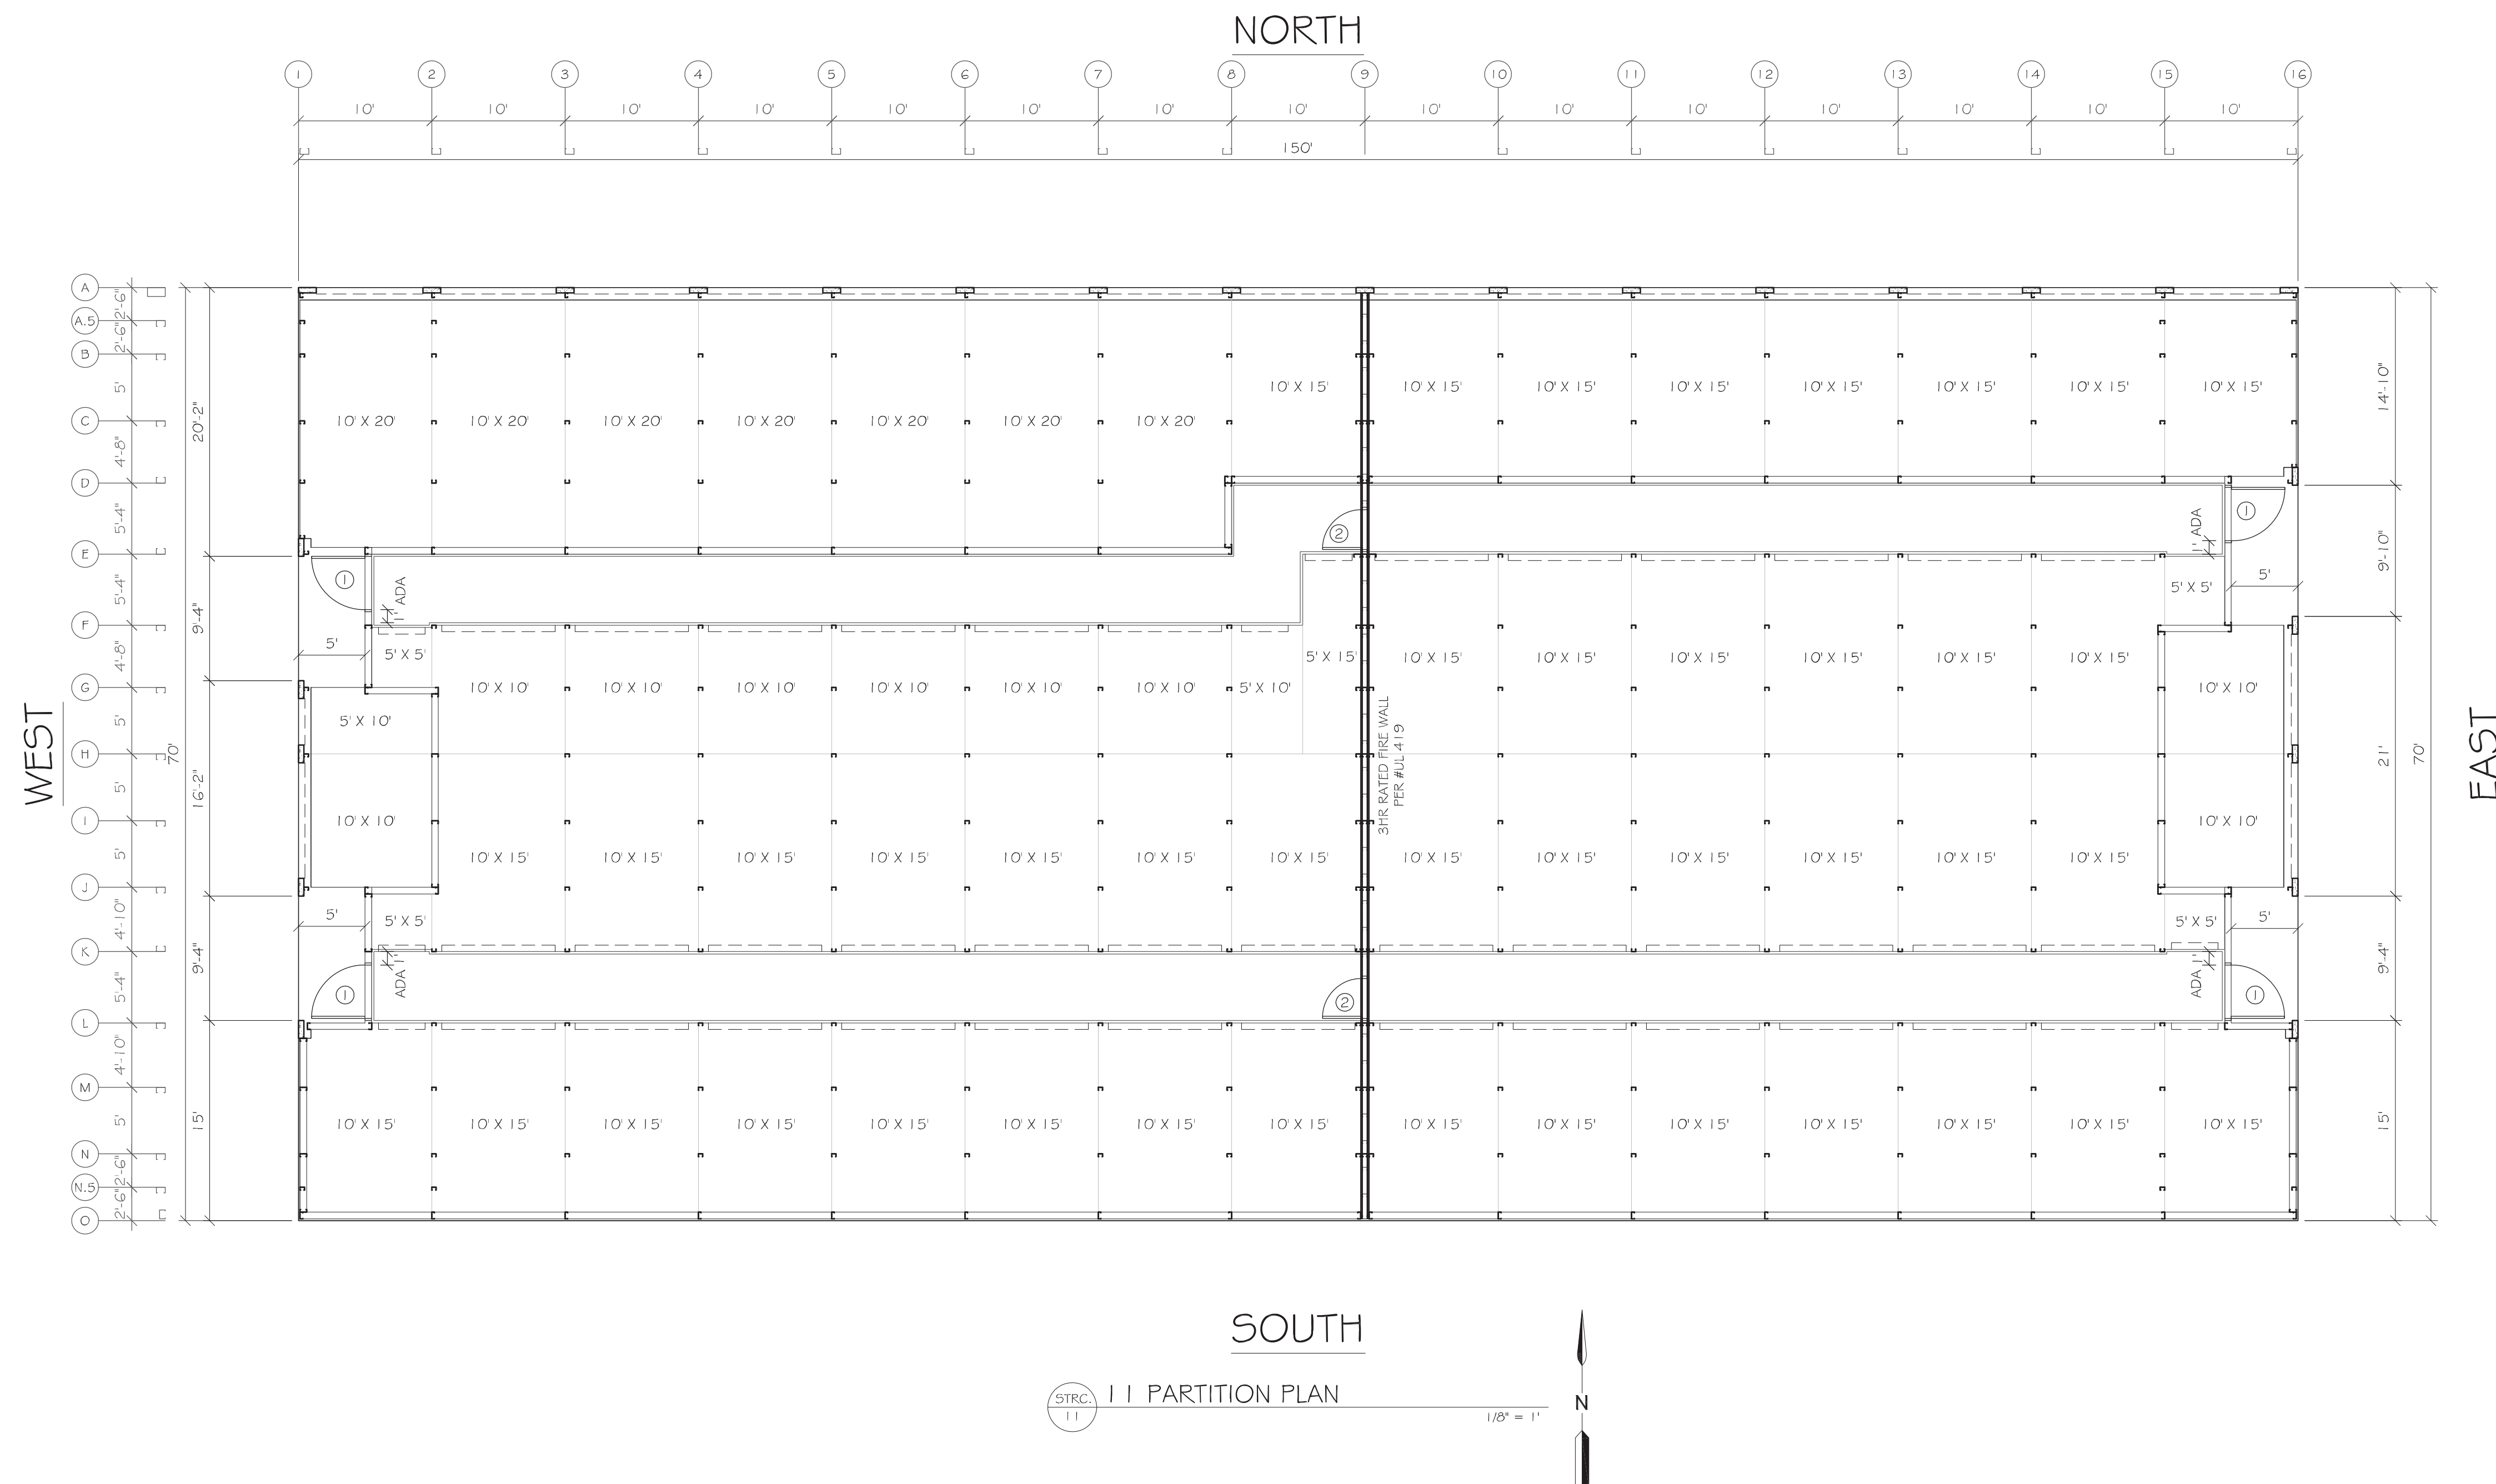 NORTH
1 2 3 4 5 6 7 8 9 10 11 12 13 14 15 16
10' 10' 10' 10' 10' 10' 10' 10' 10' 10' 10' 10' 10' 10' 10'
150'
WEST
A
A.5
B
C
D
E
F
G
H
I
J
K
L
M
N
N.5
O
2'-6"
2'-6"
5'
4'-8"
5'-4"
5'-4"
4'-8"
5'
5'
5'
5'
4'-10"
5'-4"
4'-10"
5'
2'-6"
2'-6"
70'
20'-2"
9'-4"
16'-2"
9'-4"
15'
10' X 15' 10' X 15' 10' X 15' 10' X 15' 10' X 15' 10' X 15' 10' X 15' 10' X 15'
10' X 20' 10' X 20' 10' X 20' 10' X 20' 10' X 20' 10' X 20' 10' X 20'
1
2
1
1' ADA
1' ADA
5'
5' X 5'
5'
5' X 5'
5' X 15' 10' X 15' 10' X 15' 10' X 15' 10' X 15' 10' X 15' 10' X 15'
10' X 10' 10' X 10' 10' X 10' 10' X 10' 10' X 10' 10' X 10' 5' X 10' 10' X 10'
5' X 10'
3HR RATED FIRE WALL
PER #UL 419
10' X 10' 10' X 10'
10' X 15' 10' X 15' 10' X 15' 10' X 15' 10' X 15' 10' X 15' 10' X 15' 10' X 15' 10' X 15' 10' X 15' 10' X 15' 10' X 15' 10' X 15'
5'
5' X 5'
5' X 5'
5'
ADA 1'
ADA 1'
1
2
1
10' X 15' 10' X 15' 10' X 15' 10' X 15' 10' X 15' 10' X 15' 10' X 15' 10' X 15' 10' X 15' 10' X 15' 10' X 15' 10' X 15' 10' X 15' 10' X 15' 10' X 15'
14'-10"
9'-10"
21'
9'-4"
15'
70'
EAST
SOUTH
STRC.
11
11 PARTITION PLAN
1/8" = 1'
N